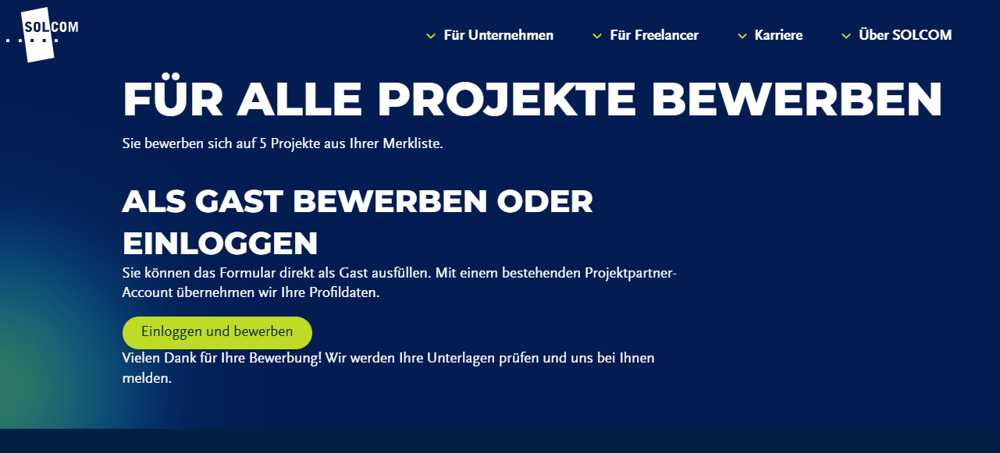 SOLCOM
Für Unternehmen
Für Freelancer
Karriere
Über SOLCOM
FÜR ALLE PROJEKTE BEWERBEN
Sie bewerben sich auf 5 Projekte aus Ihrer Merkliste.
ALS GAST BEWERBEN ODER
EINLOGGEN
Sie können das Formular direkt als Gast ausfüllen. Mit einem bestehenden Projektpartner-
Account übernehmen wir Ihre Profildaten.
Einloggen und bewerben
Vielen Dank für Ihre Bewerbung! Wir werden Ihre Unterlagen prüfen und uns bei Ihnen
melden.